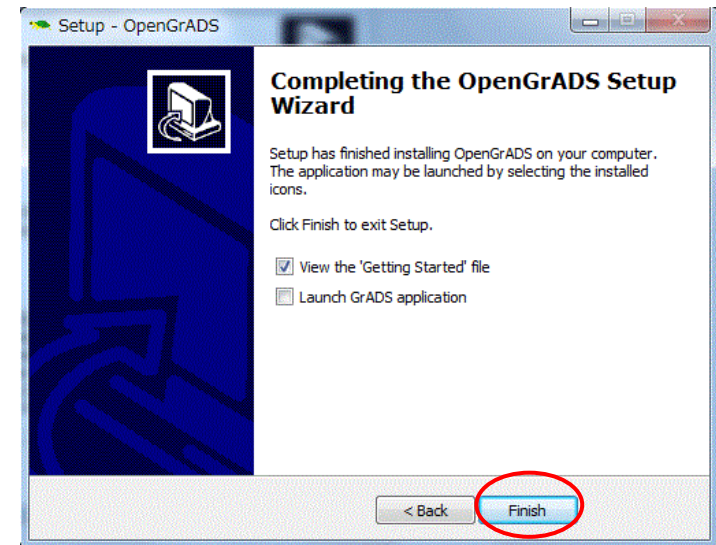 Setup - OpenGrADS
Completing the OpenGrADS Setup
Wizard
Setup has finished installing OpenGrADS on your computer.
The application may be launched by selecting the installed
icons.
Click Finish to exit Setup.
View the 'Getting Started' file
Launch GrADS application
< Back
Finish